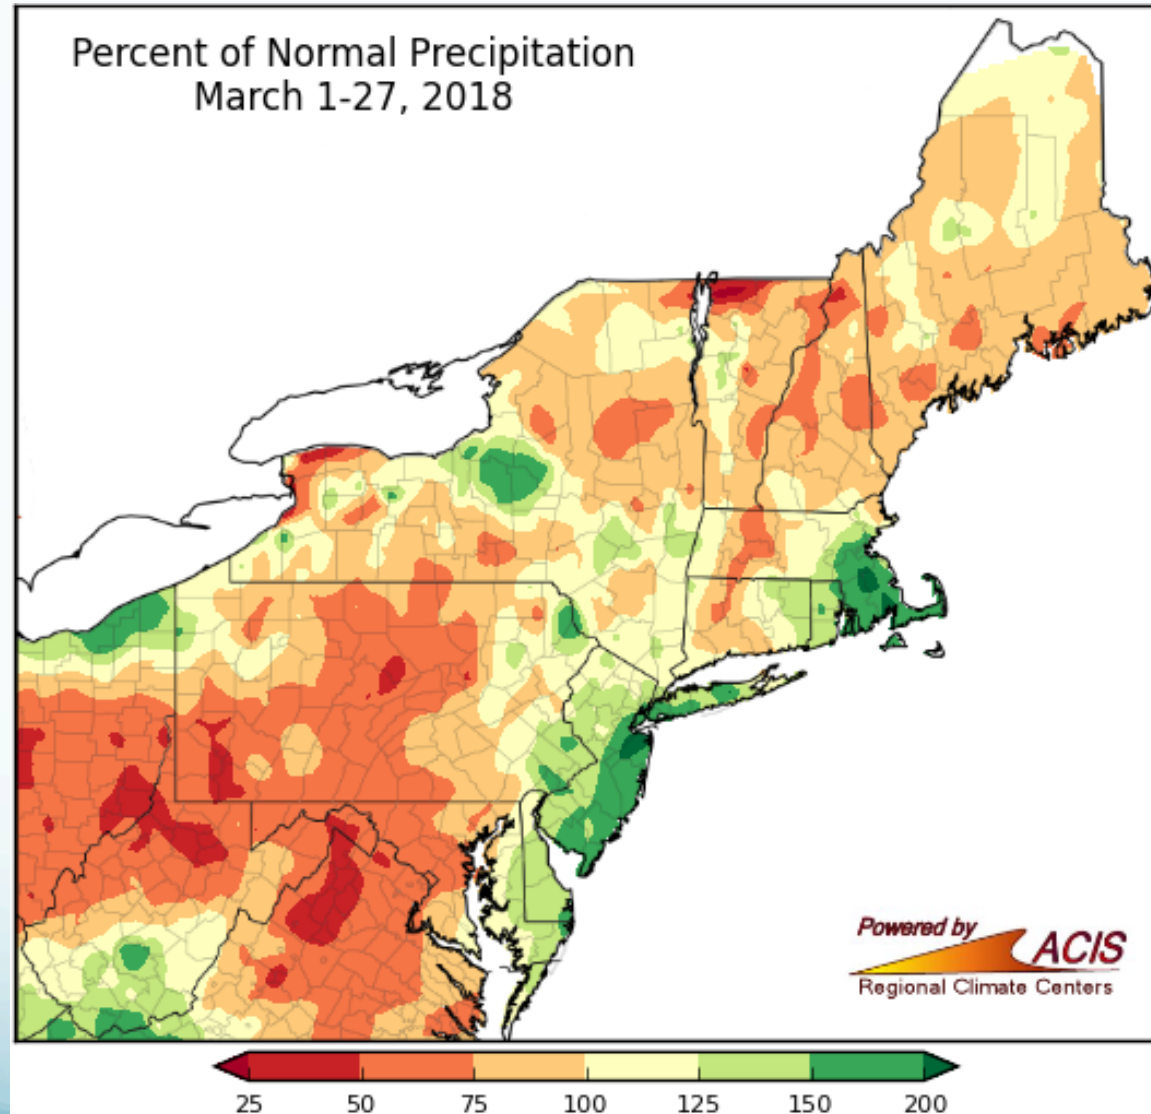 Percent of Normal Precipitation
March 1-27, 2018
Powered by
ACIS
Regional Climate Centers
25 50 75 100 125 150 200